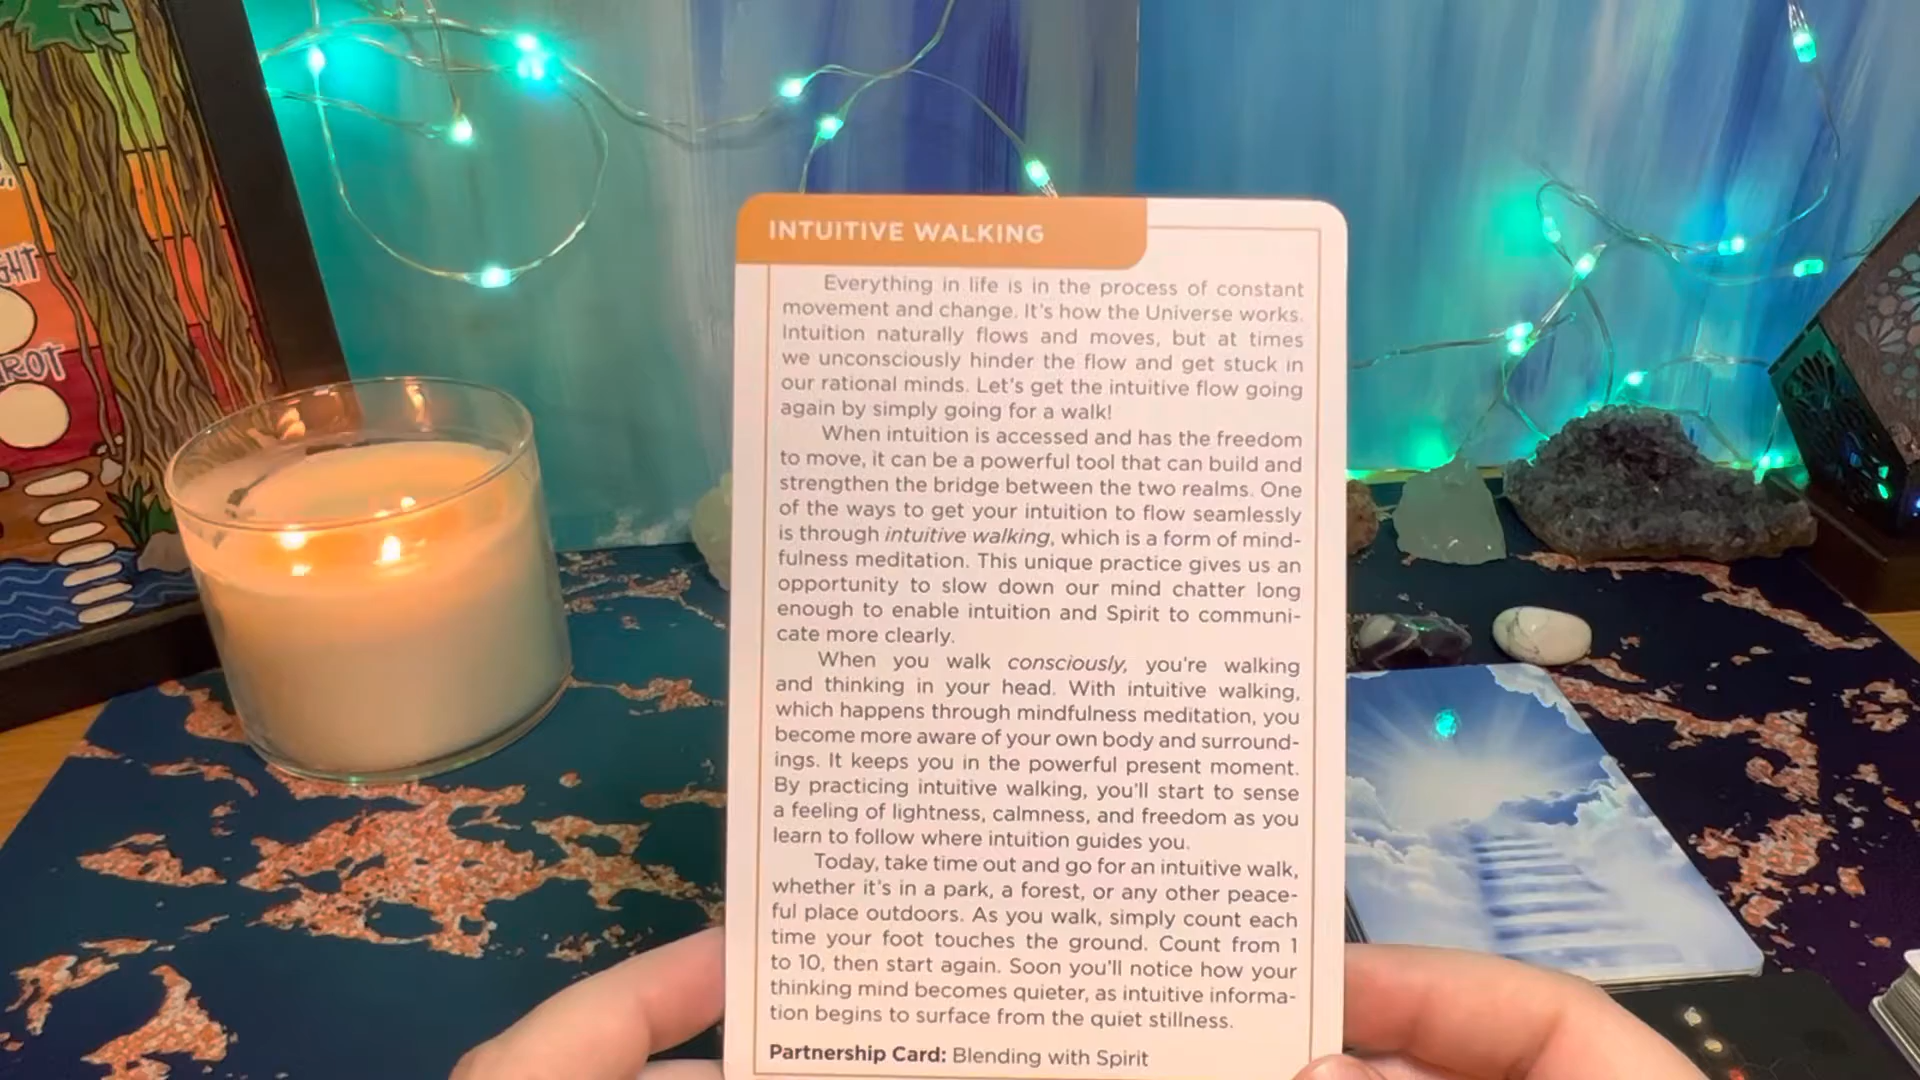 GHT
ROT
INTUITIVE WALKING
Everything in life is in the process of constant
movement and change. It's how the Universe works.
Intuition naturally flows and moves, but at times
we unconsciously hinder the flow and get stuck in
our rational minds. Let's get the intuitive flow going
again by simply going for a walk!
When intuition is accessed and has the freedom
to move, it can be a powerful tool that can build and
strengthen the bridge between the two realms. One
of the ways to get your intuition to flow seamlessly
is through intuitive walking, which is a form of mind-
fulness meditation. This unique practice gives us an
opportunity to slow down our mind chatter long
enough to enable intuition and Spirit to communi-
cate more clearly.
When you walk consciously, you're walking
and thinking in your head. With intuitive walking,
which happens through mindfulness meditation, you
become more aware of your own body and surround-
ings. It keeps you in the powerful present moment.
By practicing intuitive walking, you'll start to sense
a feeling of lightness, calmness, and freedom as you
learn to follow where intuition guides you.
Today, take time out and go for an intuitive walk,
whether it's in a park, a forest, or any other peace-
ful place outdoors. As you walk, simply count each
time your foot touches the ground. Count from 1
to 10, then start again. Soon you'll notice how your
thinking mind becomes quieter, as intuitive informa-
tion begins to surface from the quiet stillness.
Partnership Card: Blending with Spirit